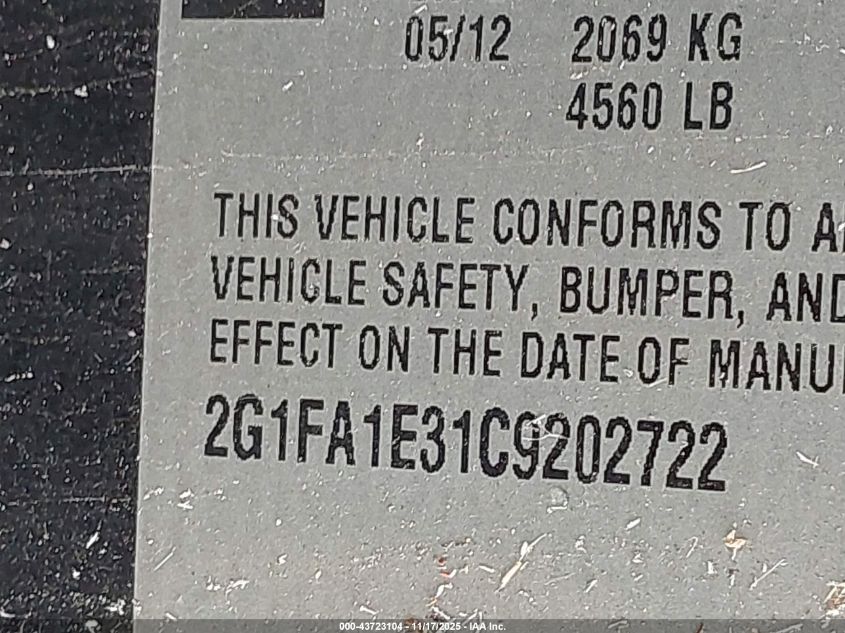 05/12 2069 KG
4560 LB
THIS VEHICLE CONFORMS TO
VEHICLE SAFETY, BUMPER, AND
EFFECT ON THE DATE OF
2G1FA1E31C9202722
000-43723104 - 11/17/2025 - IAA Inc.